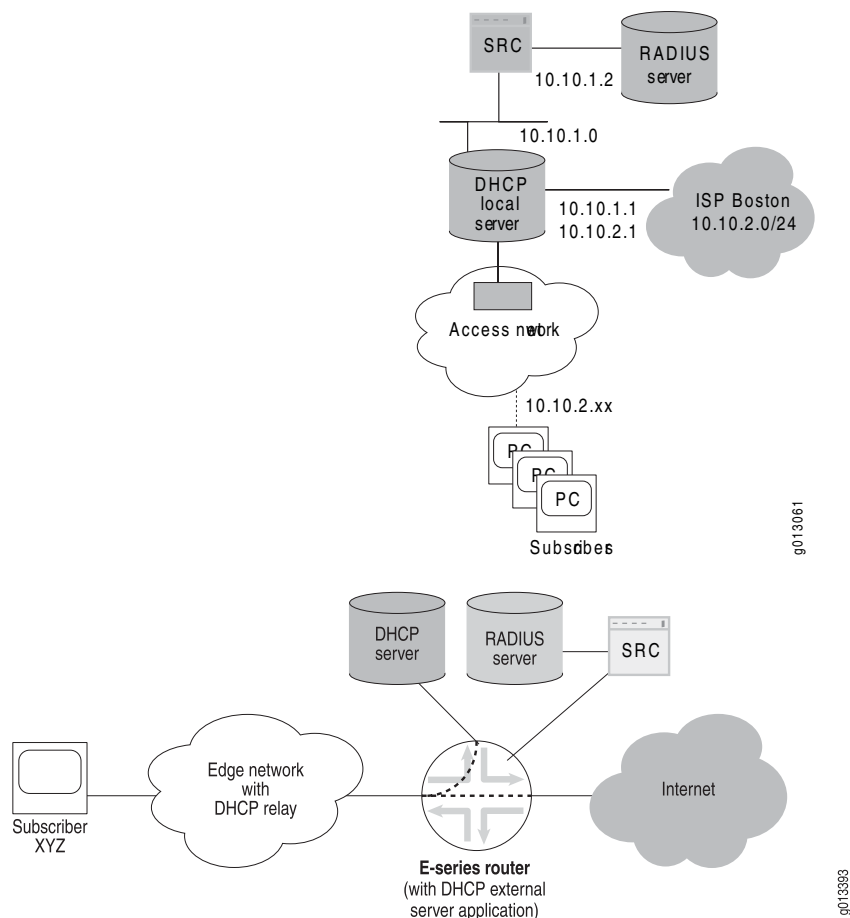 SRC
RADIUS
server
10.10.1.2
10.10.1.0
DHCP
local
server
10.10.1.1
10.10.2.1
ISP Boston
10.10.2.0/24
Access network
10.10.2.xx
PC
PC
PC
Subscribers
g013061
DHCP
server
RADIUS
server
SRC
Edge network
with
DHCP relay
Internet
Subscriber
XYZ
E-series router
(with DHCP external
server application)
g013393